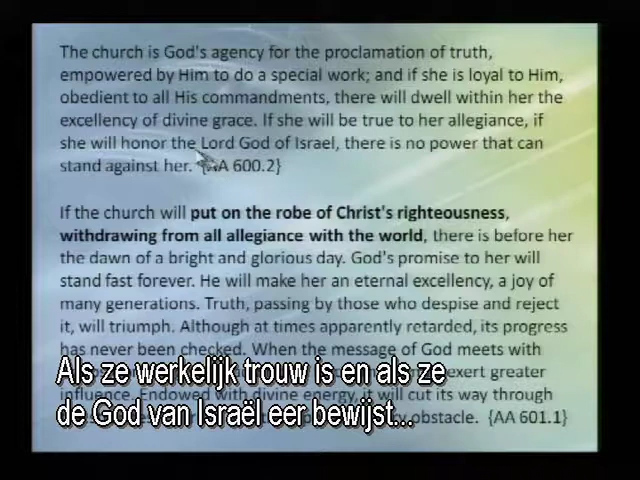 The church is God's agency for the proclamation of truth,
empowered by Him to do a special work; and if she is loyal to Him,
obedient to all His commandments, there will dwell within her the
excellency of divine grace. If she will be true to her allegiance, if
she will honor the Lord God of Israel, there is no power that can
stand against her. {AA 600.2}
If the church will put on the robe of Christ's righteousness,
withdrawing from all allegiance with the world, there is before her
the dawn of a bright and glorious day. God's promise to her will
stand fast forever. He will make her an eternal excellency, a joy of
many generations. Truth, passing by those who despise and reject
it, will triumph. Although at times apparently retarded, its progress
has never been checked. When the message of God meets with
exert greater
influence. Endowed with divine energy, it will cut its way through
obstacle. {AA 601.1}
Als ze werkelijk trouw is en als ze
de God van Israël eer bewijst...